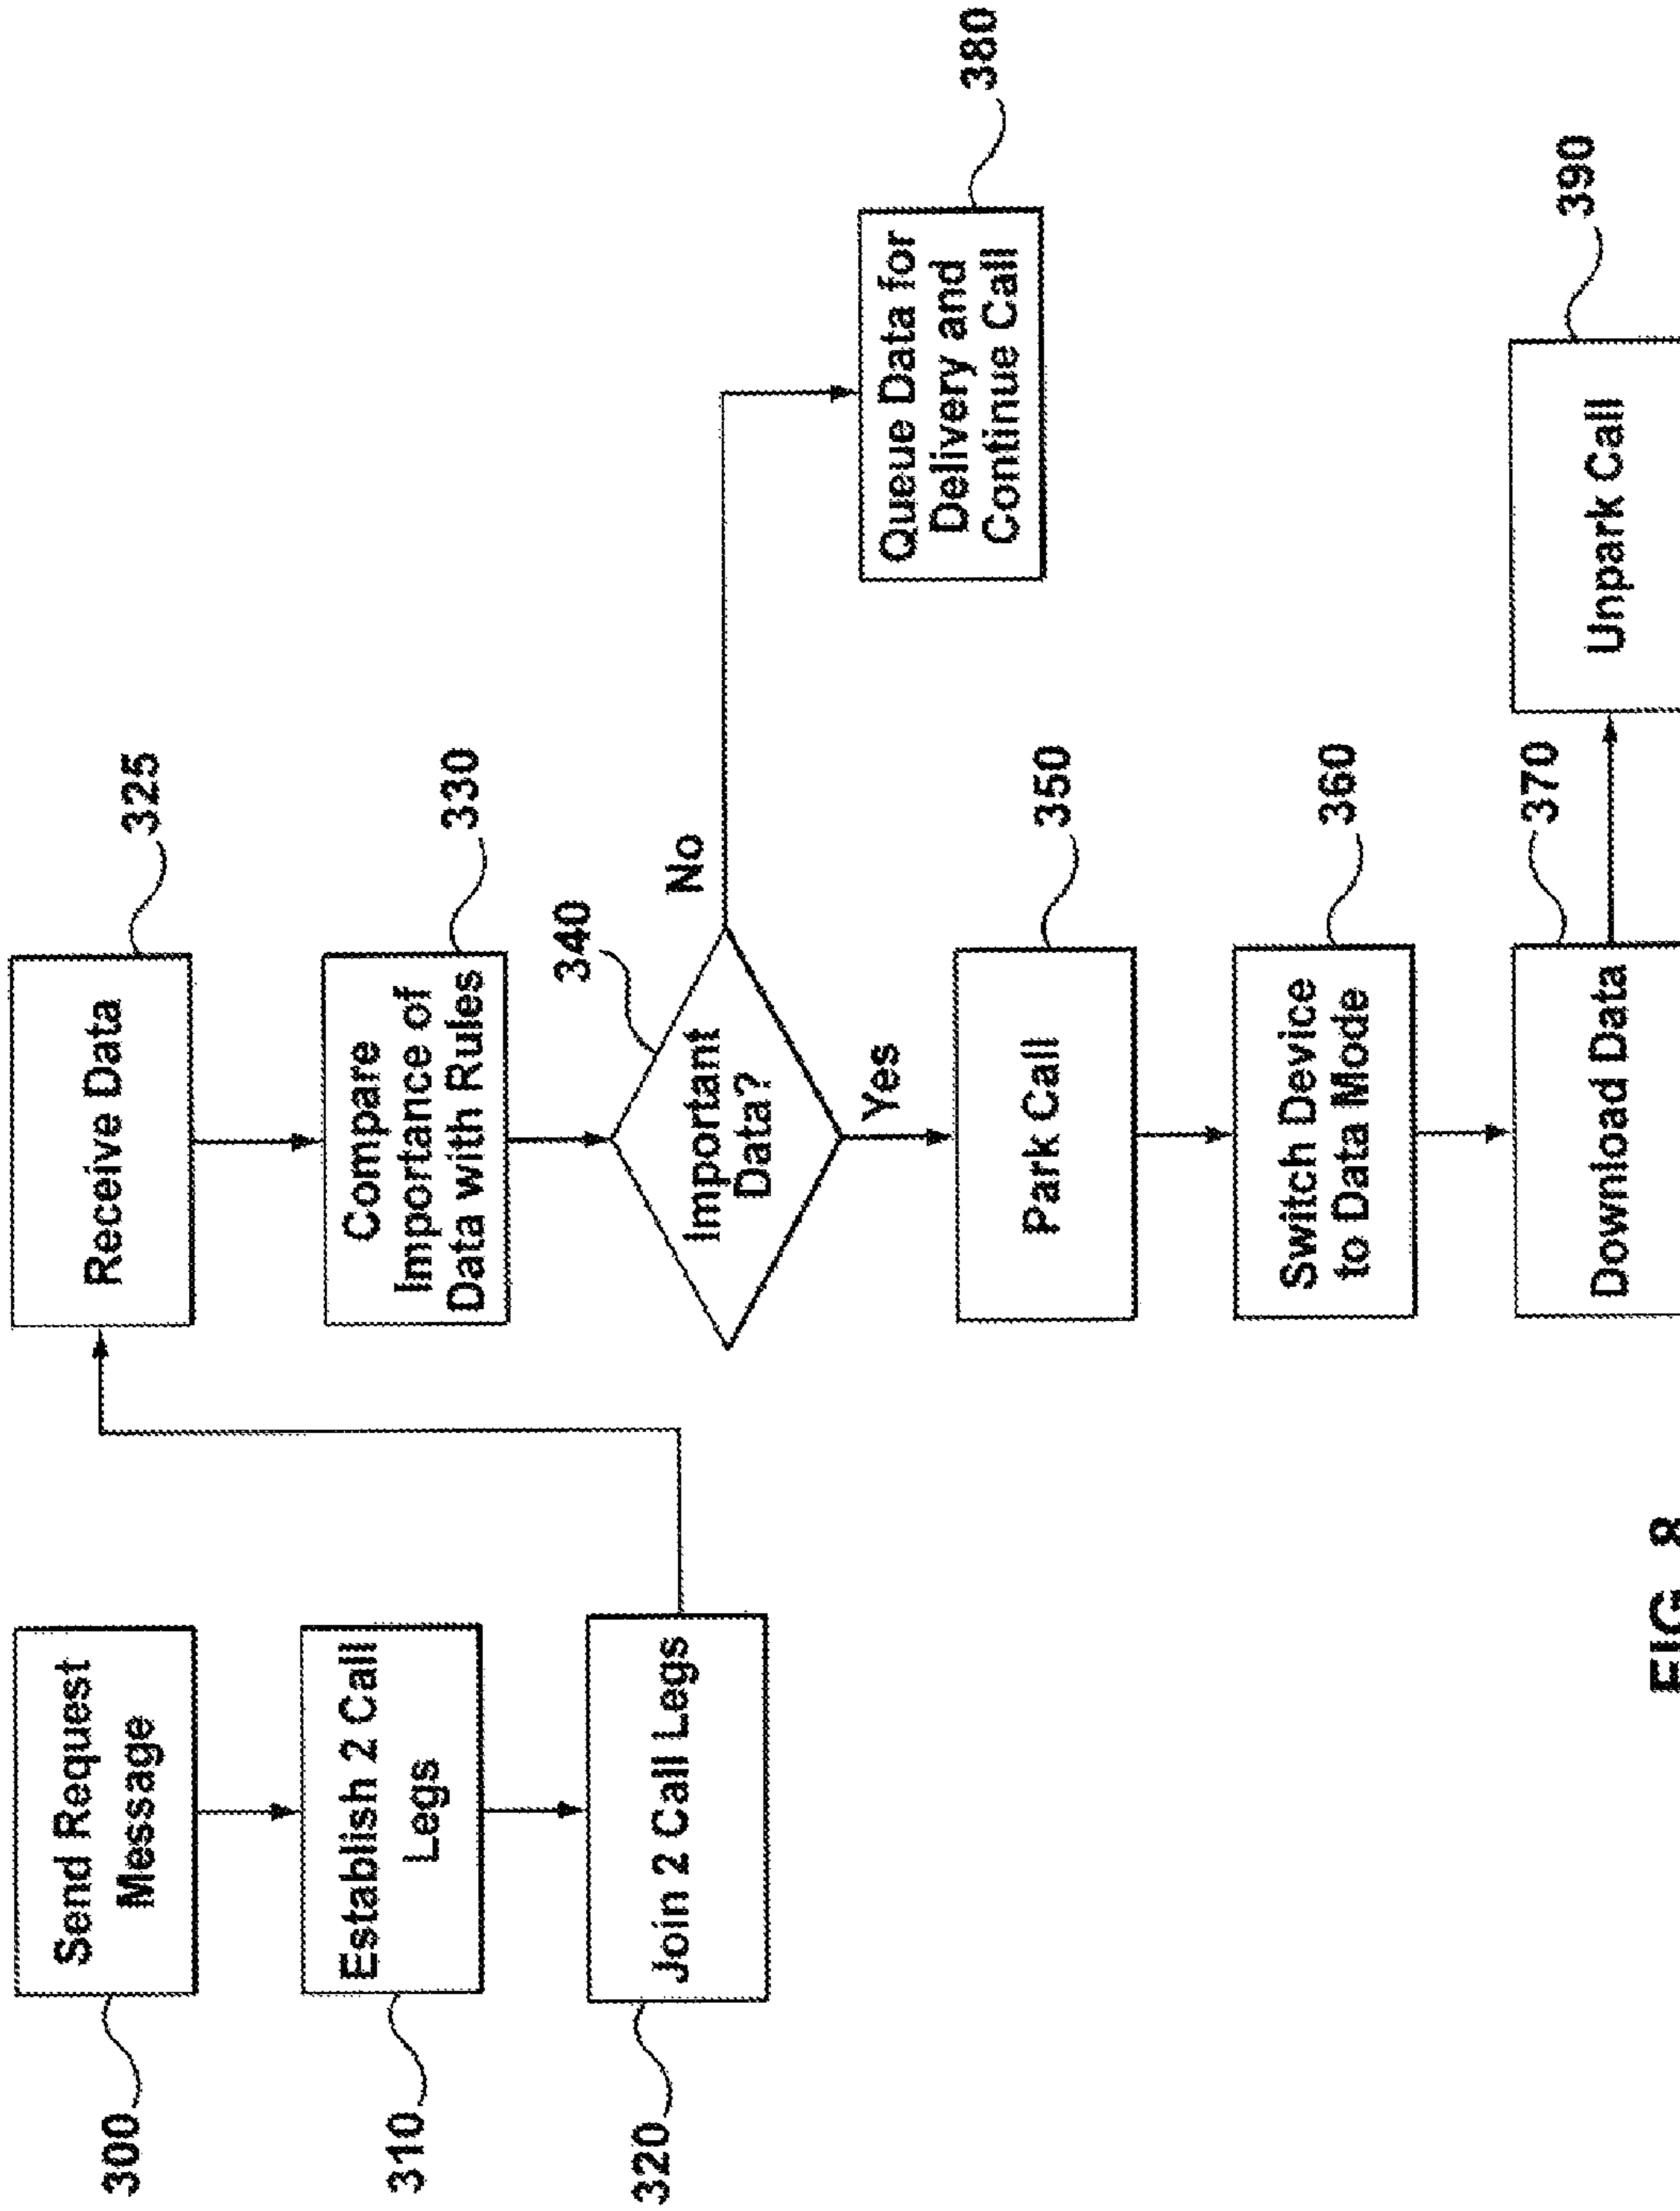 300
Send Request
Message
310
Establish 2 Call
Legs
320
Join 2 Call Legs
Receive Data
325
Compare
Importance of
Data with Rules
330
340
Important
Data?
No
Yes
Queue Data for
Delivery and
Continue Call
380
Park Call
350
Switch Device
to Data Mode
360
Download Data
370
Unpark Call
390
FIG. 8